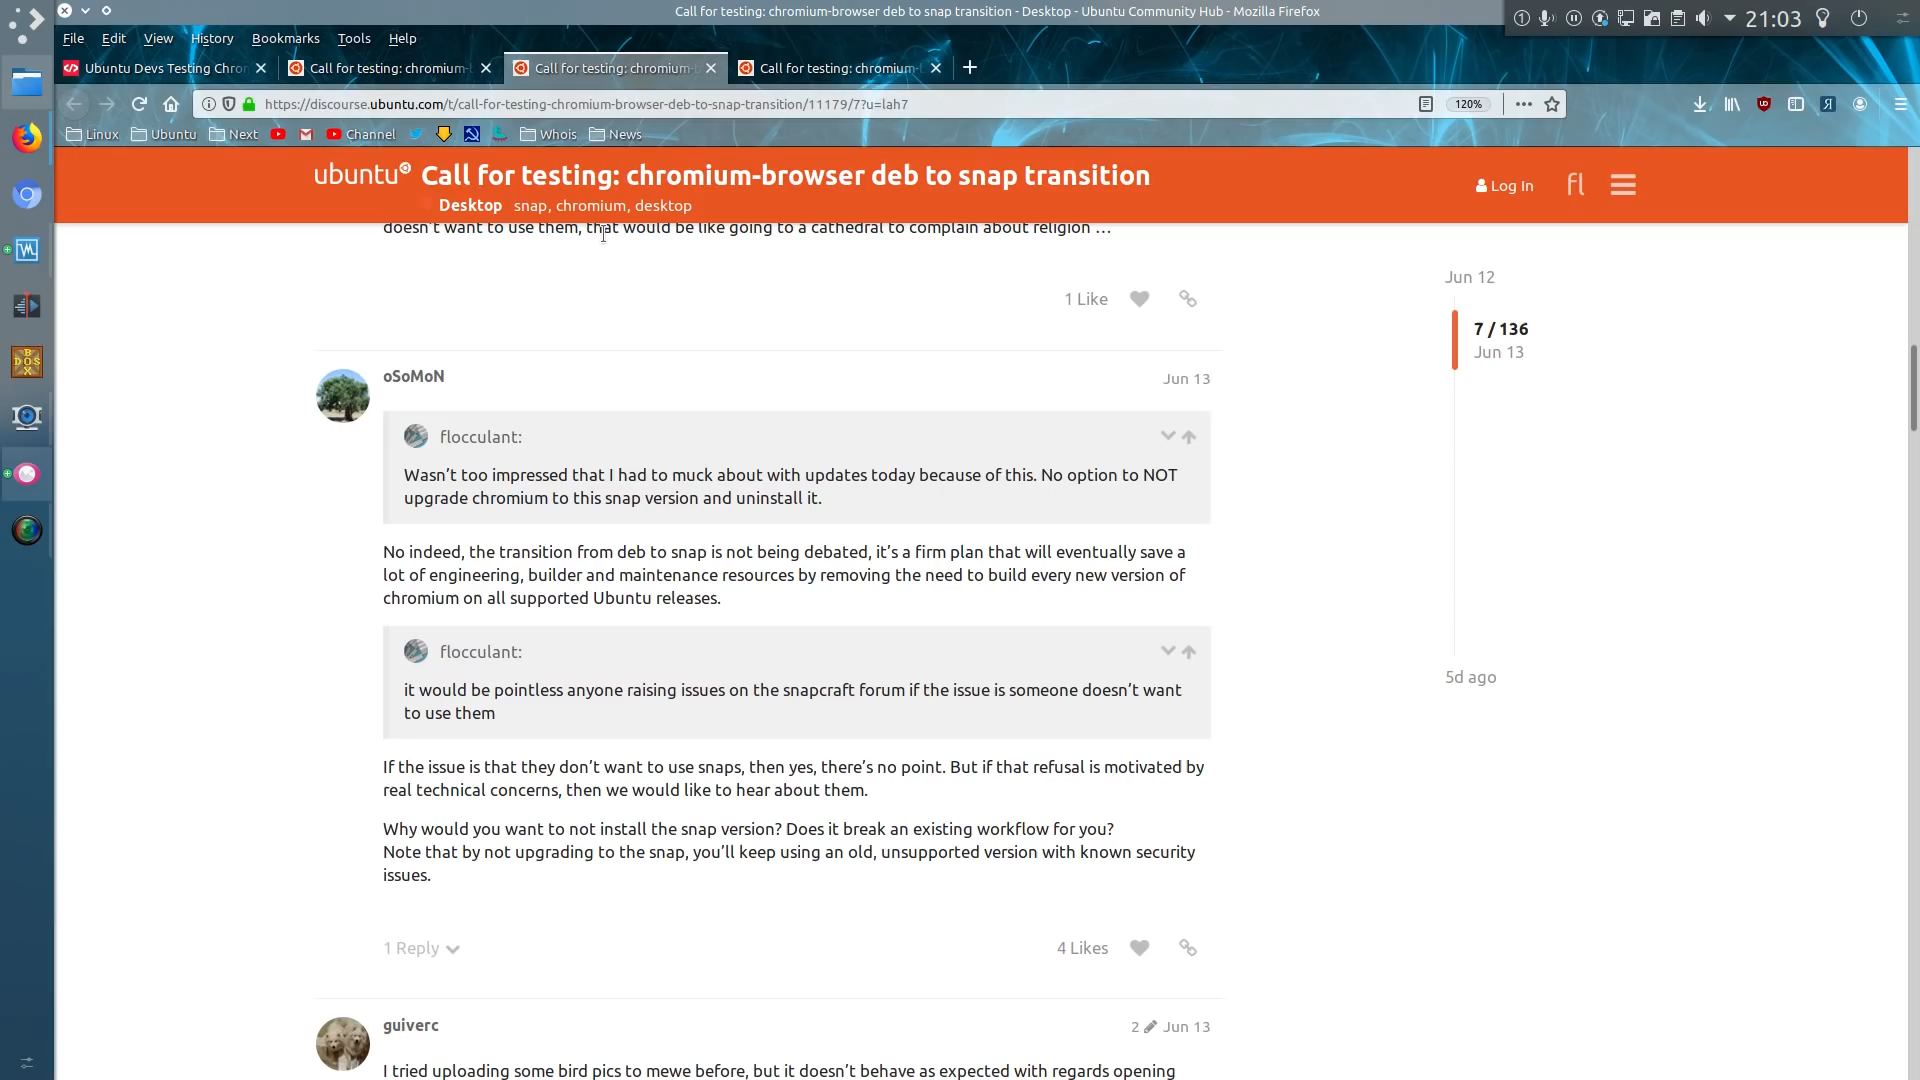 Call for testing: chromium-browser deb to snap transition - Desktop - Ubuntu Community Hub - Mozilla Firefox
21:03
File Edit View History Bookmarks Tools Help
Ubuntu Devs Testing Chro
Call for testing: chromium-
Call for testing: chromium-
Call for testing: chromium-
https://discourse.ubuntu.com/t/call-for-testing-chromium-browser-deb-to-snap-transition/11179/7?u=lah7
120%
Linux Ubuntu Next Channel Whois News
ubuntu Call for testing: chromium-browser deb to snap transition
Desktop snap, chromium, desktop
Log In
doesn't want to use them, that would be like going to a cathedral to complain about religion …
Jun 12
1 Like
7 / 136
Jun 13
oSoMoN
Jun 13
flocculant:
Wasn't too impressed that I had to muck about with updates today because of this. No option to NOT
upgrade chromium to this snap version and uninstall it.
No indeed, the transition from deb to snap is not being debated, it's a firm plan that will eventually save a
lot of engineering, builder and maintenance resources by removing the need to build every new version of
chromium on all supported Ubuntu releases.
flocculant:
it would be pointless anyone raising issues on the snapcraft forum if the issue is someone doesn't want
to use them
5d ago
If the issue is that they don't want to use snaps, then yes, there's no point. But if that refusal is motivated by
real technical concerns, then we would like to hear about them.
Why would you want to not install the snap version? Does it break an existing workflow for you?
Note that by not upgrading to the snap, you'll keep using an old, unsupported version with known security
issues.
1 Reply
4 Likes
guiverc
2 Jun 13
I tried uploading some bird pics to mewe before, but it doesn't behave as expected with regards opening